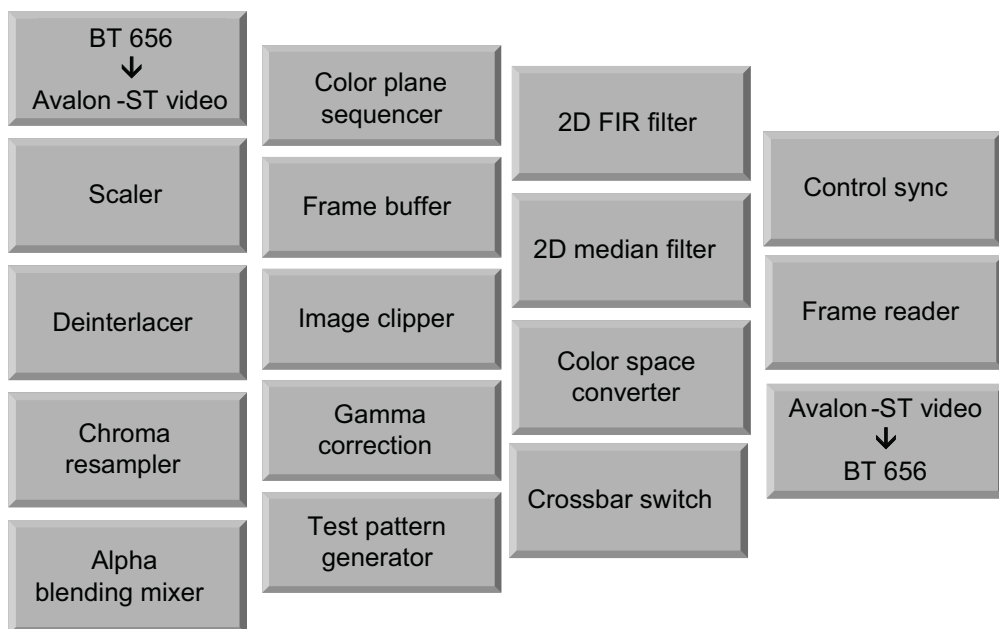 BT 656
↓
Avalon-ST video
Scaler
Deinterlacer
Chroma
resampler
Alpha
blending mixer
Color plane
sequencer
Frame buffer
Image clipper
Gamma
correction
Test pattern
generator
2D FIR filter
2D median filter
Color space
converter
Crossbar switch
Control sync
Frame reader
Avalon-ST video
↓
BT 656